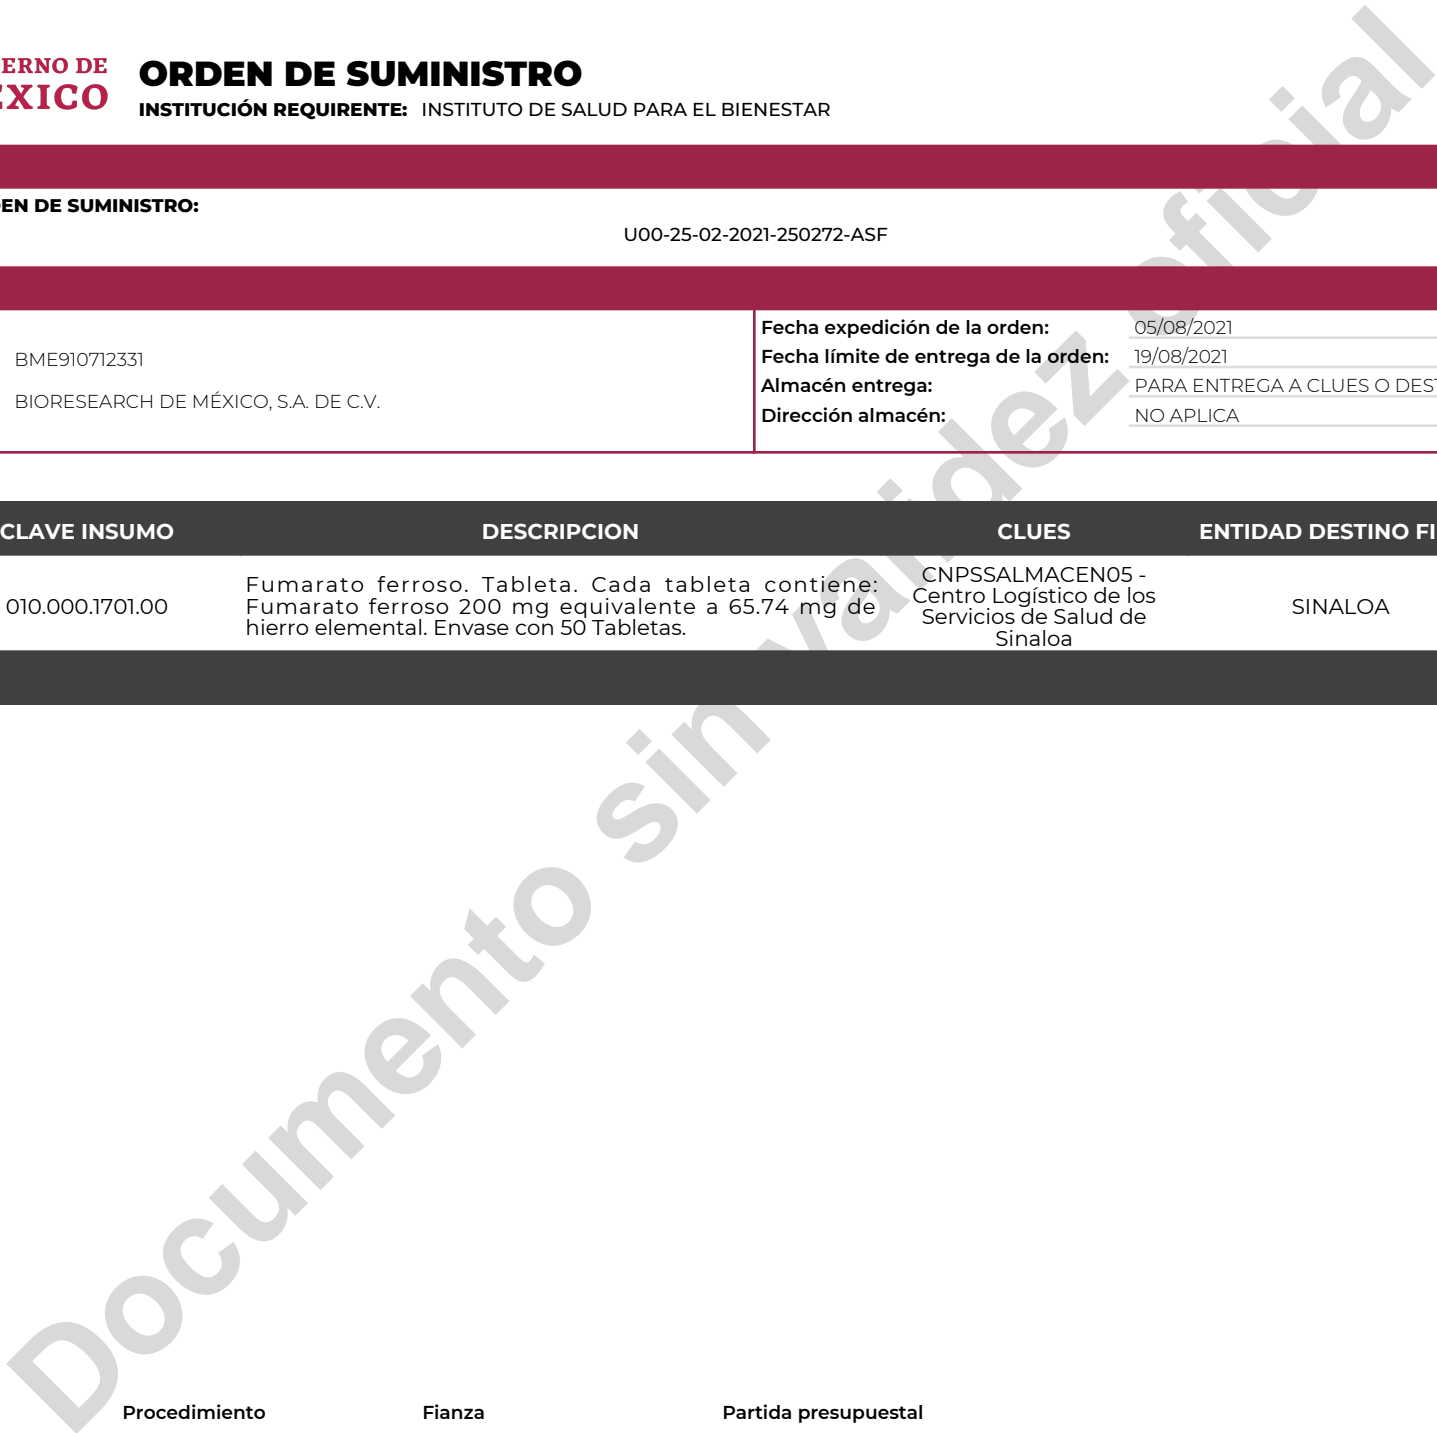 ERNO DE
ÉXICO
ORDEN DE SUMINISTRO
INSTITUCIÓN REQUIRENTE: INSTITUTO DE SALUD PARA EL BIENESTAR
EN DE SUMINISTRO:
U00-25-02-2021-250272-ASF
BME910712331
BIORESEARCH DE MÉXICO, S.A. DE C.V.
Fecha expedición de la orden: 05/08/2021
Fecha límite de entrega de la orden: 19/08/2021
Almacén entrega: PARA ENTREGA A CLUES O DEST
Dirección almacén: NO APLICA
CLAVE INSUMO DESCRIPCION CLUES ENTIDAD DESTINO FI
010.000.1701.00
Fumarato ferroso. Tableta. Cada tableta contiene:
Fumarato ferroso 200 mg equivalente a 65.74 mg de
hierro elemental. Envase con 50 Tabletas.
CNPSSALMACEN05 -
Centro Logístico de los
Servicios de Salud de
Sinaloa
SINALOA
Documento sin validez oficial
Procedimiento Fianza Partida presupuestal